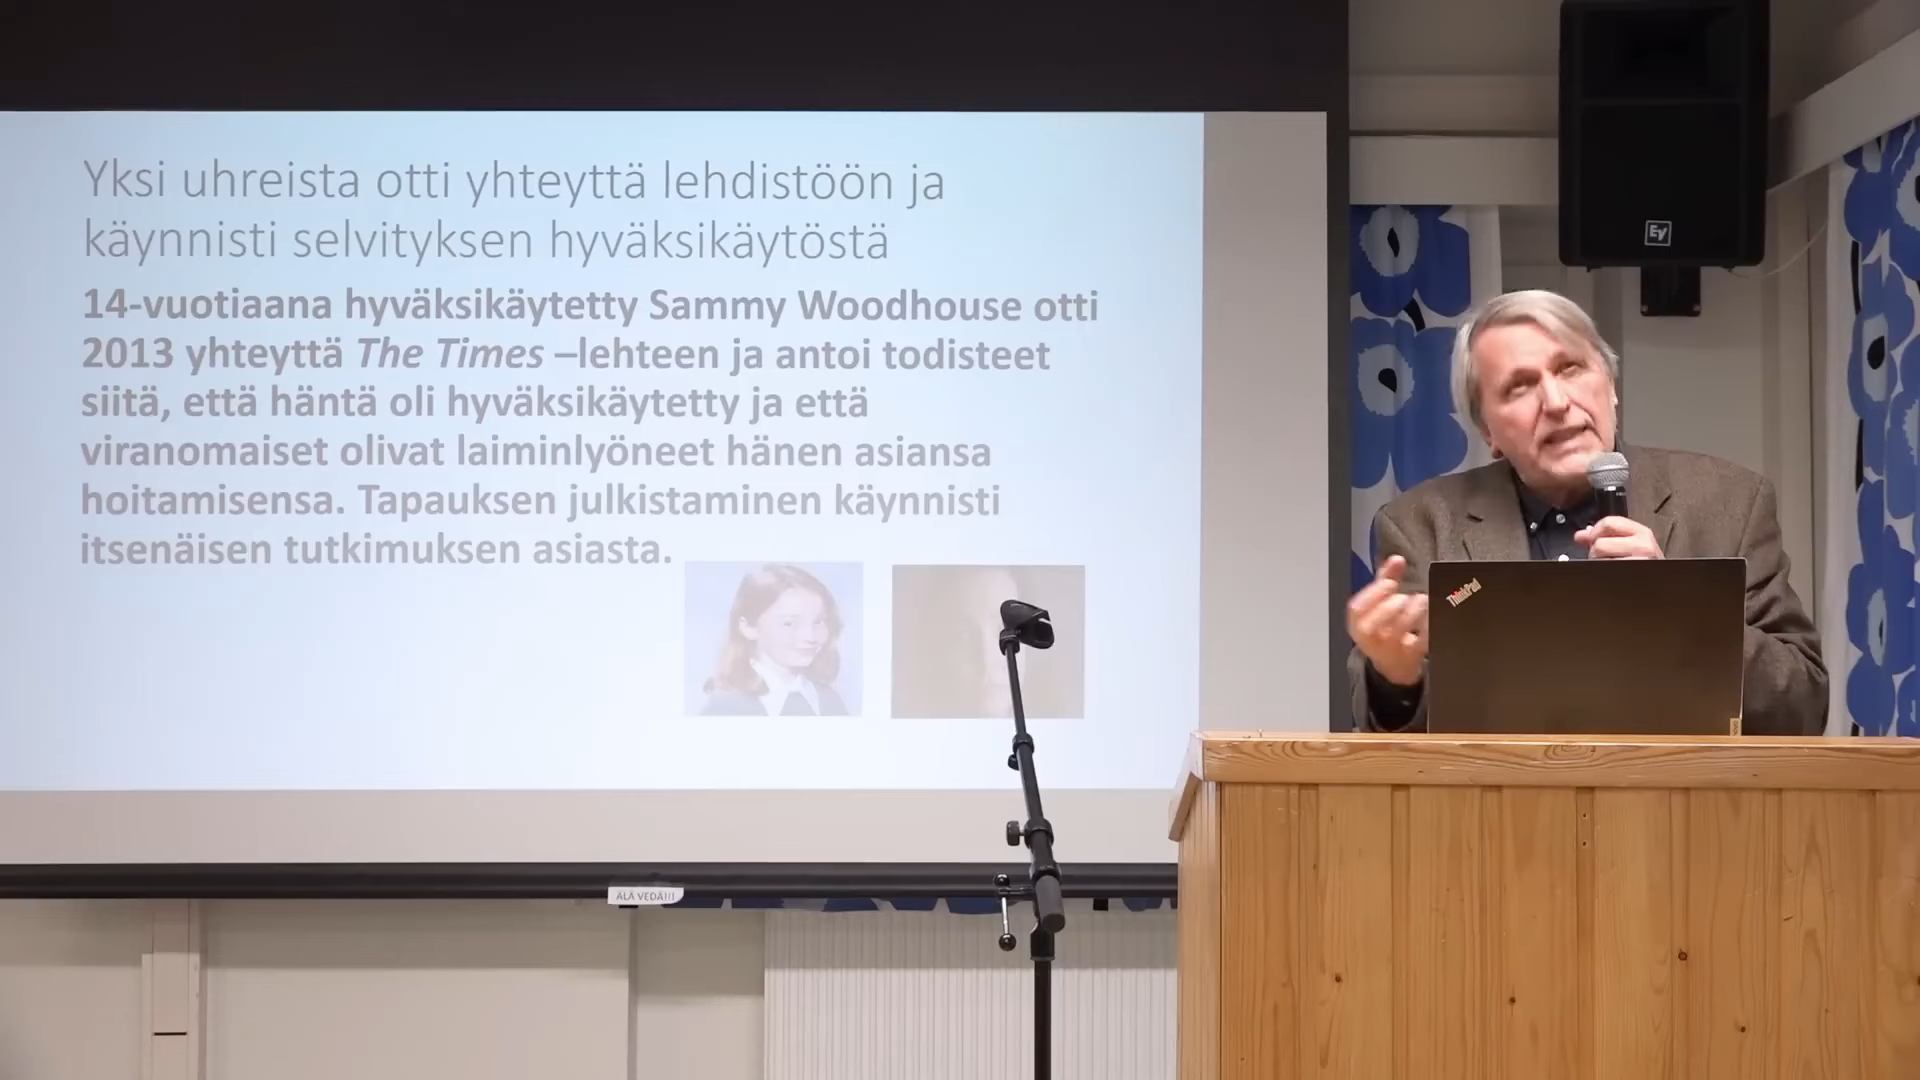 Yksi uhreista otti yhteyttä lehdistöön ja
käynnisti selvityksen hyväksikäytöstä
14-vuotiaana hyväksikäytetty Sammy Woodhouse otti
2013 yhteyttä The Times –lehteen ja antoi todisteet
siitä, että häntä oli hyväksikäytetty ja että
viranomaiset olivat laiminlyöneet hänen asiansa
hoitamisensa. Tapauksen julkistaminen käynnisti
itsenäisen tutkimuksen asiasta.
EV
ThinkPad
ÄLÄ VEDÄ!!!